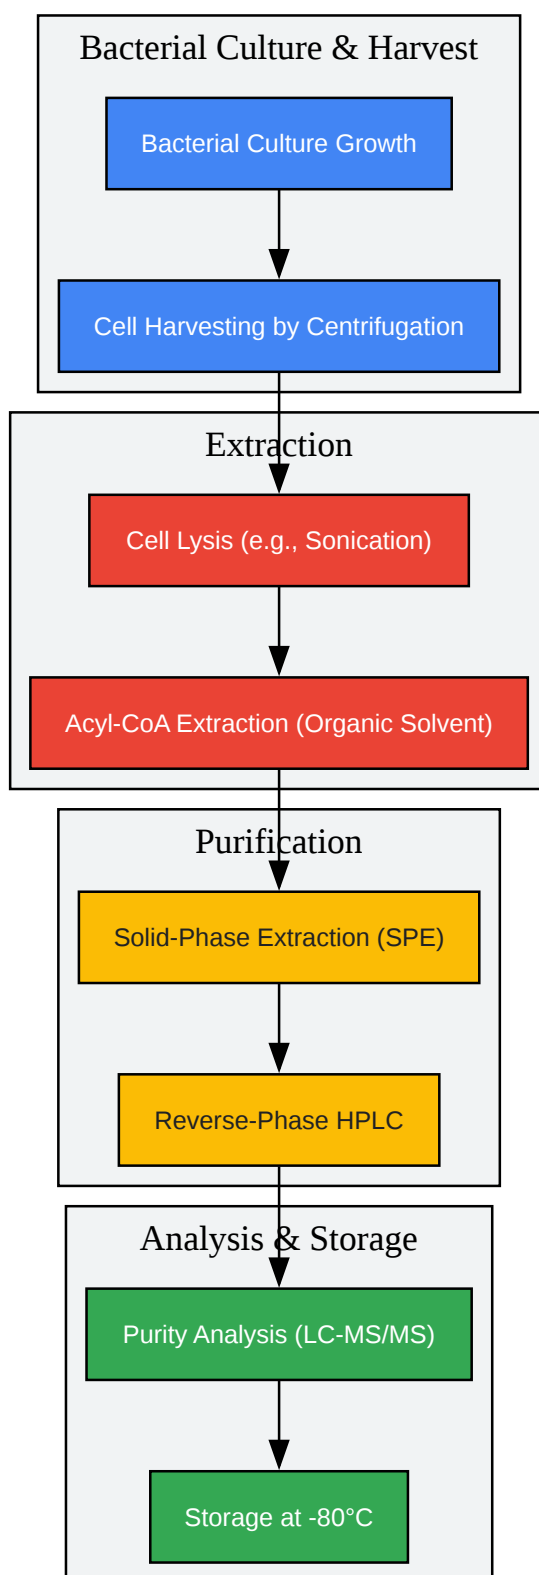 Bacterial Culture & Harvest
Bacterial Culture Growth
Cell Harvesting by Centrifugation
Extraction
Cell Lysis (e.g., Sonication)
Acyl-CoA Extraction (Organic Solvent)
Purification
Solid-Phase Extraction (SPE)
Reverse-Phase HPLC
Analysis & Storage
Purity Analysis (LC-MS/MS)
Storage at -80°C